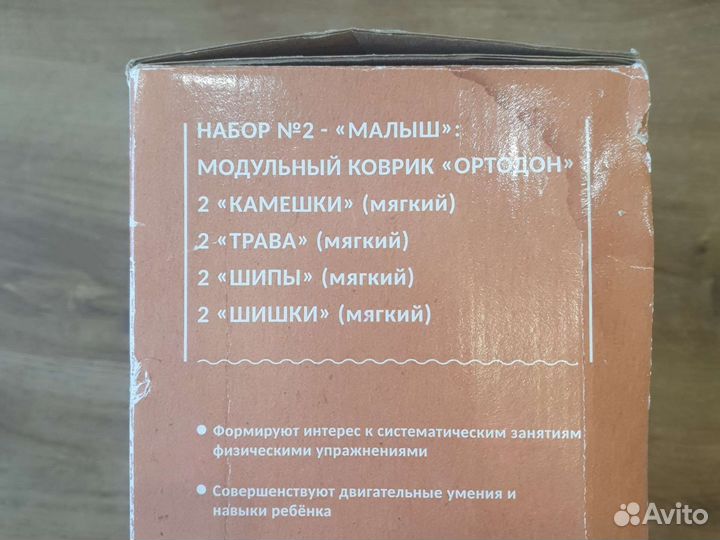 НАБОР №2 - «МАЛЫШ»:
МОДУЛЬНЫЙ КОВРИК «ОРТОДОН»
2 «КАМЕШКИ» (мягкий)
2 «ТРАВА» (мягкий)
2 «ШИПЫ» (мягкий)
2 «ШИШКИ» (мягкий)
• Формируют интерес к систематическим занятиям
физическими упражнениями
• Совершенствуют двигательные умения и
навыки ребёнка
Avito